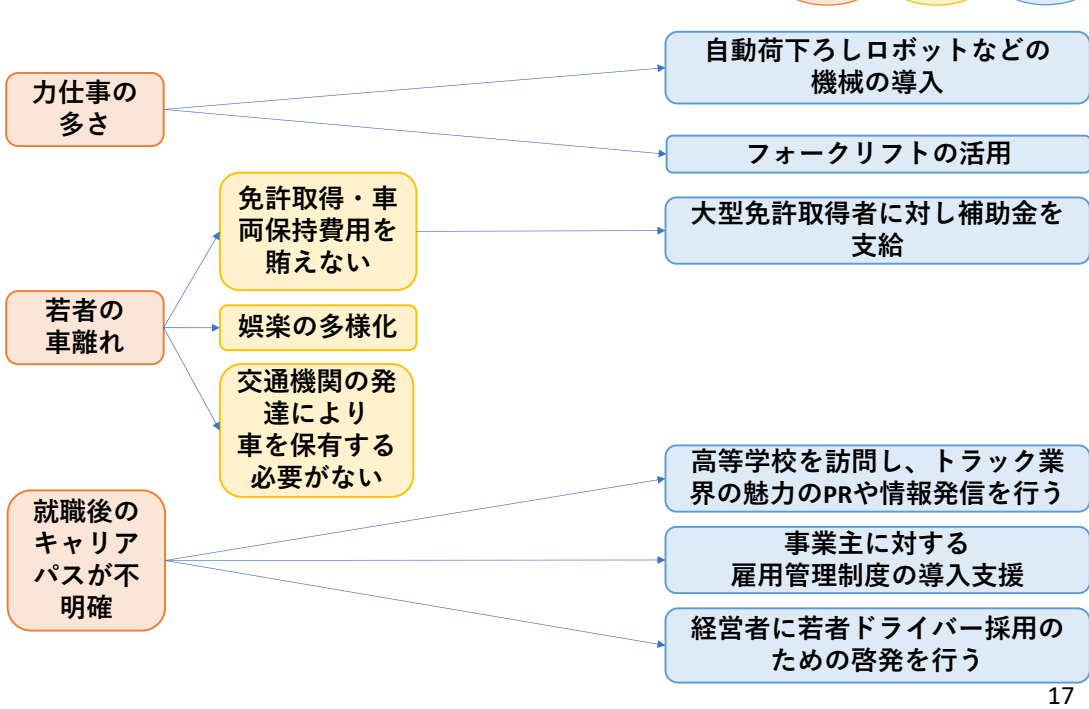 力仕事の
多さ
自動荷下ろしロボットなどの
機械の導入
フォークリフトの活用
若者の
車離れ
免許取得・車
両保持費用を
賄えない
大型免許取得者に対し補助金を
支給
娯楽の多様化
交通機関の発
達により
車を保有する
必要がない
就職後の
キャリア
パスが不
明確
高等学校を訪問し、トラック業
界の魅力のPRや情報発信を行う
事業主に対する
雇用管理制度の導入支援
経営者に若者ドライバー採用の
ための啓発を行う
17